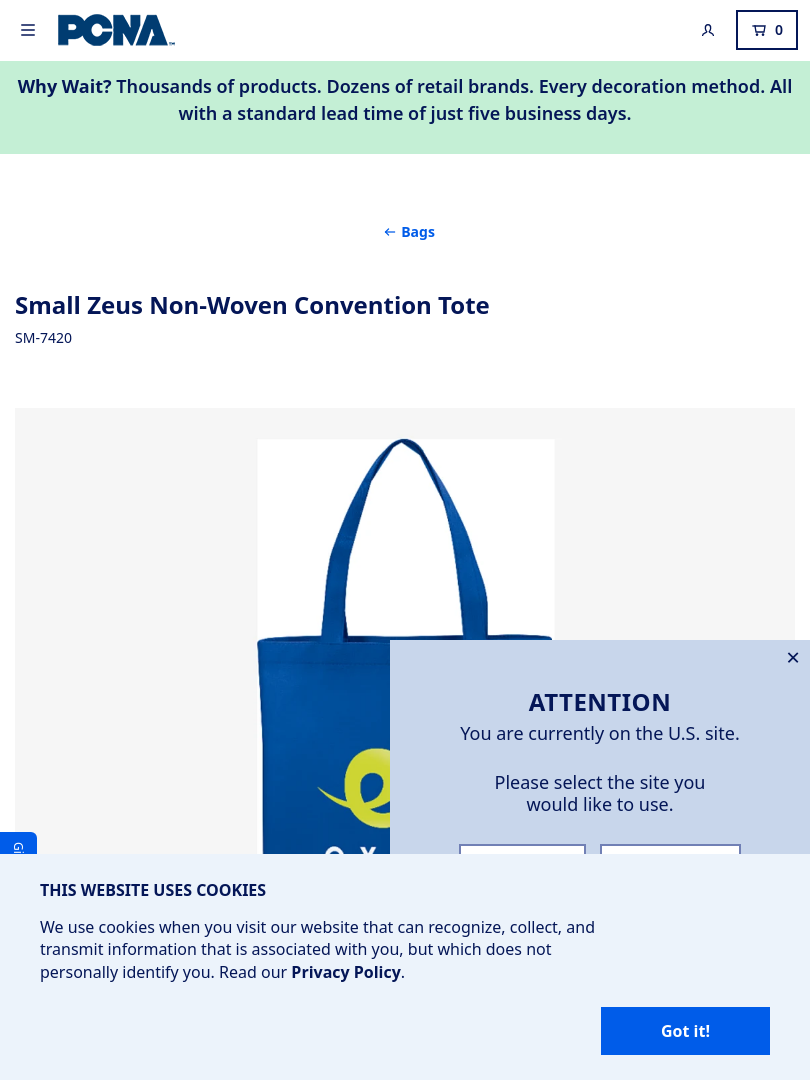 PCNA
0
Why Wait? Thousands of products. Dozens of retail brands. Every decoration method. All
with a standard lead time of just five business days.
← Bags
Small Zeus Non-Woven Convention Tote
SM-7420
ATTENTION
You are currently on the U.S. site.
Please select the site you
would like to use.
THIS WEBSITE USES COOKIES
We use cookies when you visit our website that can recognize, collect, and
transmit information that is associated with you, but which does not
personally identify you. Read our Privacy Policy.
Got it!